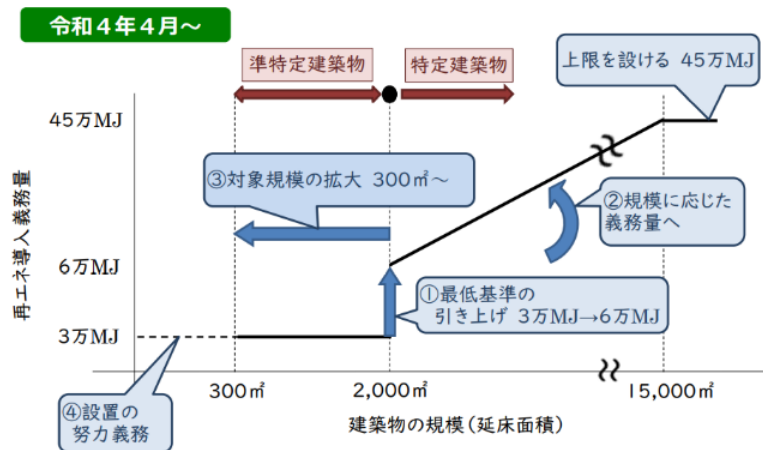 令和4年4月～
準特定建築物
特定建築物
上限を設ける 45万MJ
45万MJ
③対象規模の拡大 300㎡～
②規模に応じた
義務量へ
再エネ導入義務量
6万MJ
①最低基準の
引き上げ 3万MJ→6万MJ
3万MJ
④設置の
努力義務
300㎡
2,000㎡
15,000㎡
建築物の規模(延床面積)